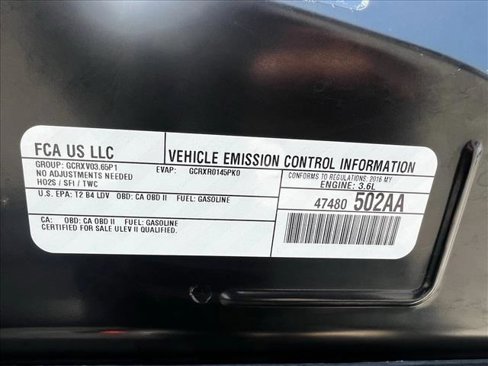 FCA US LLC
VEHICLE EMISSION CONTROL INFORMATION
GROUP: GCRXV03.65P1
EVAP: GCRXR0145PK0
NO ADJUSTMENTS NEEDED
HO2S / SFI / TWC
CONFORMS TO REGULATIONS: 2016 MY
ENGINE: 3.6L
U.S. EPA: 12 B4 LDV OBD: CA OBD II FUEL: GASOLINE
47480 502AA
CA: OBD: CA OBD II FUEL: GASOLINE
CERTIFIED FOR SALE ULEV II QUALIFIED.